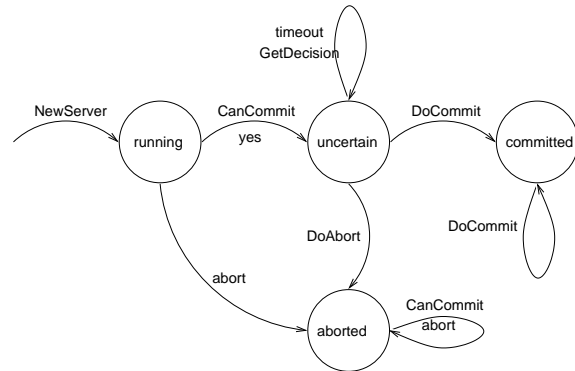 timeout
GetDecision
NewServer
CanCommit
DoCommit
running
yes
uncertain
committed
DoAbort
DoCommit
abort
CanCommit
aborted
abort